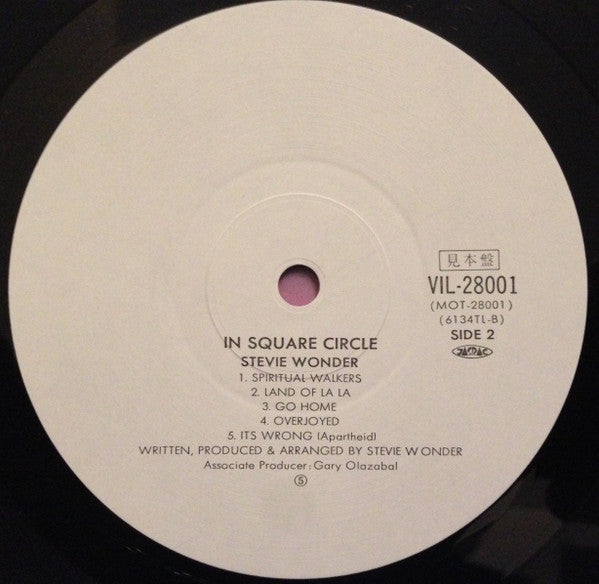 見本盤
VIL-28001
(MOT-28001)
(6134TL-B)
SIDE 2
JASRAC
IN SQUARE CIRCLE
STEVIE WONDER
1. SPIRITUAL WALKERS
2. LAND OF LA LA
3. GO HOME
4. OVERJOYED
5. ITS WRONG (Apartheid)
WRITTEN, PRODUCED & ARRANGED BY STEVIE WONDER
Associate Producer: Gary Olazabal
⑤